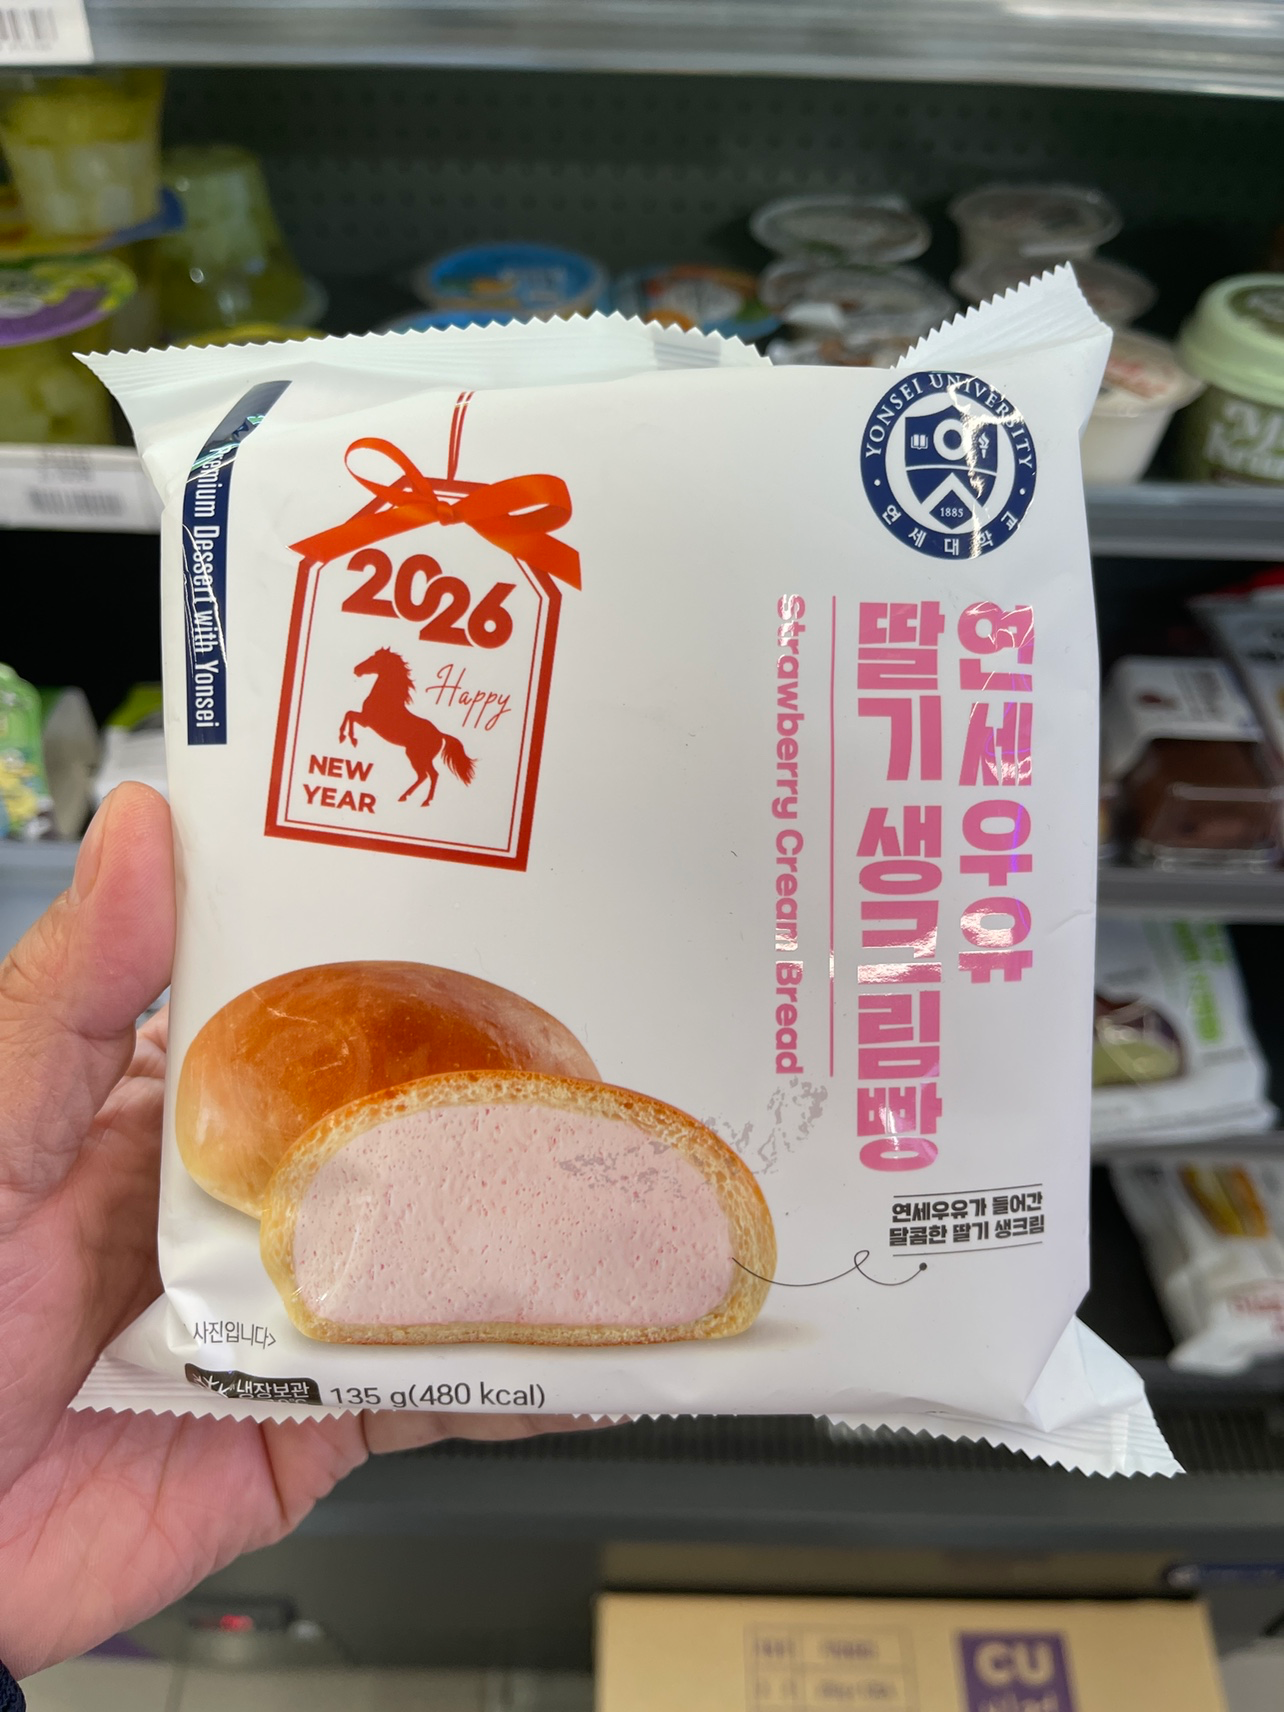 Premium Dessert with Yonsei
2026
Happy
NEW
YEAR
YONSEI UNIVERSITY
1885
연세대학교
연세우유
딸기 생크림빵
Strawberry Cream Bread
연세우유가 들어간
달콤한 딸기 생크림
사진입니다>
냉장보관
135 g(480 kcal)
CU